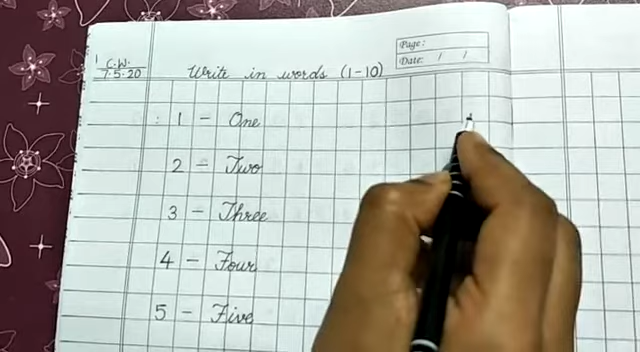 C.W.
7.5.20
Write in words (1-10)
Page:
Date: / /
1 - One
2 - Two
3 - Three
4 - Four
5 - Five